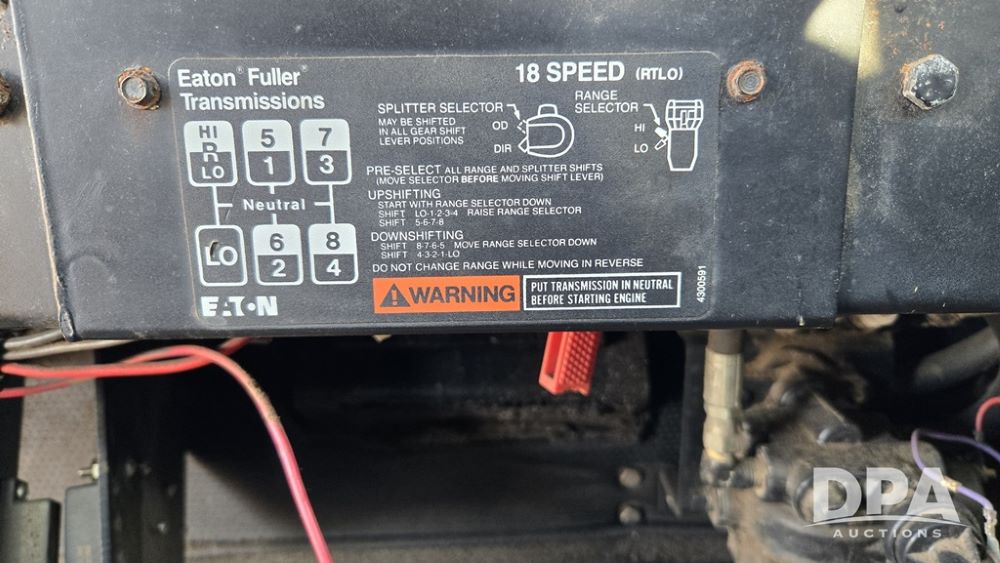 Eaton® Fuller®
Transmissions
18 SPEED (RTLO)
HI
R
LO
5
1
7
3
Neutral
LO
6
2
8
4
EATON
SPLITTER SELECTOR
MAY BE SHIFTED
IN ALL GEAR SHIFT
LEVER POSITIONS
OD
DIR
RANGE
SELECTOR
HI
LO
PRE-SELECT ALL RANGE AND SPLITTER SHIFTS
(MOVE SELECTOR BEFORE MOVING SHIFT LEVER)
UPSHIFTING
START WITH RANGE SELECTOR DOWN
SHIFT LO-1-2-3-4 RAISE RANGE SELECTOR
SHIFT 5-6-7-8
DOWNSHIFTING
SHIFT 8-7-6-5 MOVE RANGE SELECTOR DOWN
SHIFT 4-3-2-1-LO
DO NOT CHANGE RANGE WHILE MOVING IN REVERSE
WARNING
PUT TRANSMISSION IN NEUTRAL
BEFORE STARTING ENGINE
4300591
DPA
AUCTIONS